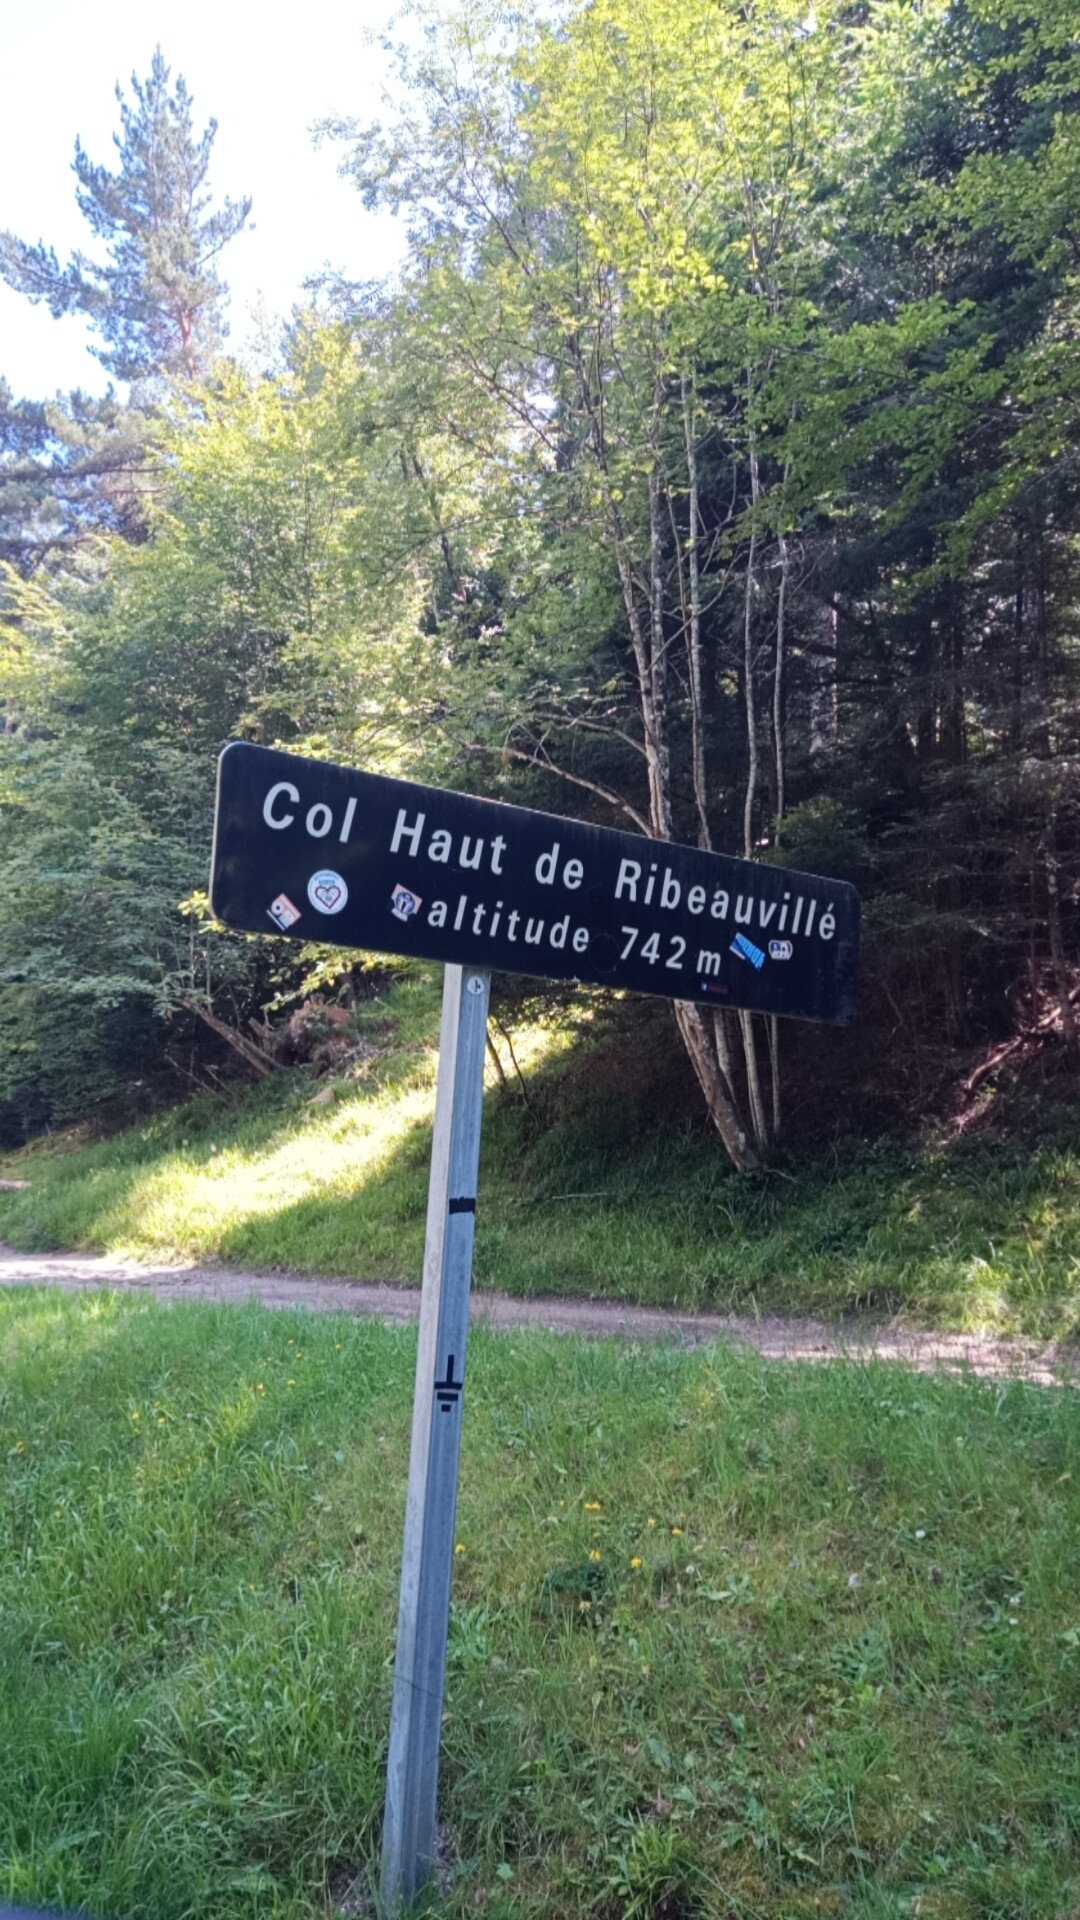 Col Haut de Ribeauvillé
altitude 742 m